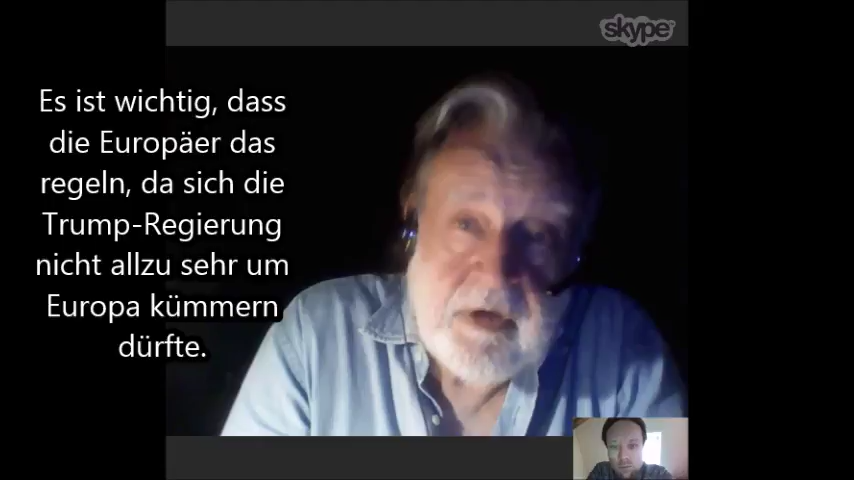 skype
Es ist wichtig, dass
die Europäer das
regeln, da sich die
Trump-Regierung
nicht allzu sehr um
Europa kümmern
dürfte.